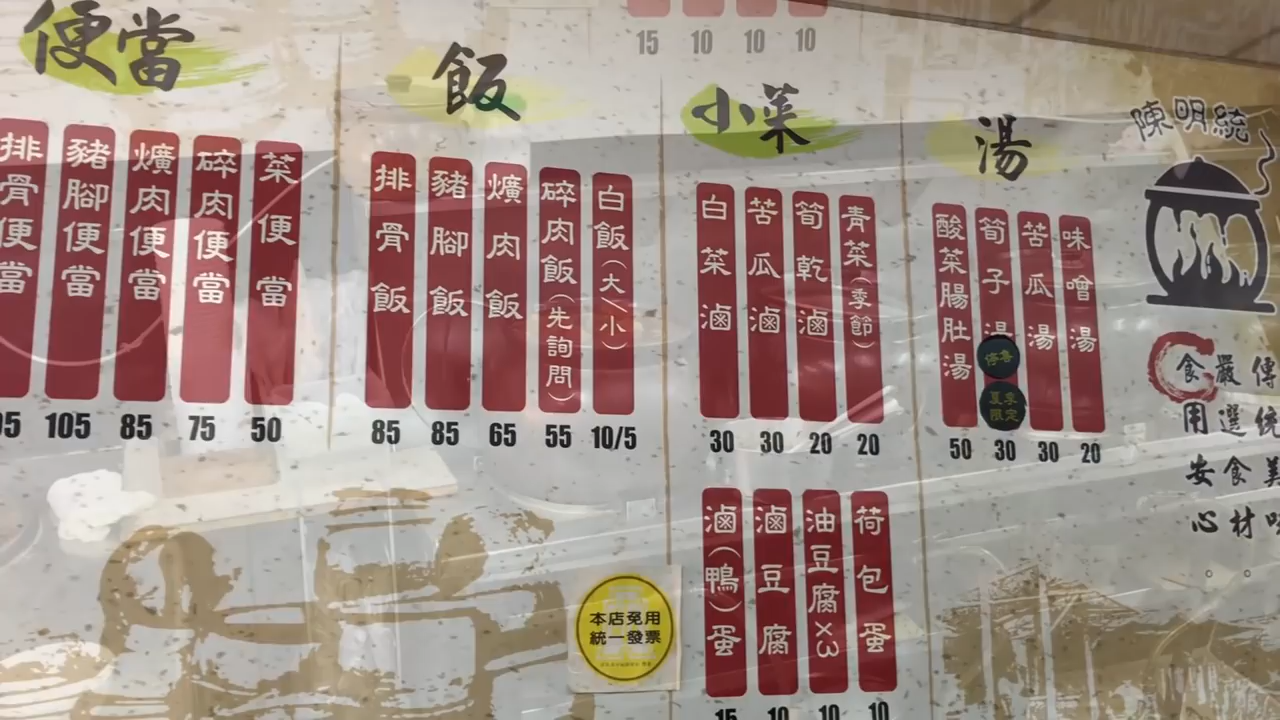 15 10 10 10
便當
排骨便當
豬腳便當 105
爌肉便當 85
碎肉便當 75
菜便當 50
飯
排骨飯 85
豬腳飯 85
爌肉飯 65
碎肉飯(先詢問) 55
白飯(大/小) 10/5
小菜
白菜滷 30
苦瓜滷 30
筍乾滷 20
青菜(季節) 20
滷(鴨)蛋 15
滷豆腐 10
油豆腐×3 10
荷包蛋 10
湯
酸菜腸肚湯 50
筍子湯 30
停售
夏季限定
苦瓜湯 30
味噌湯 20
本店免用
統一發票
陳明統
傳統美味。
嚴選食材。
食用安心